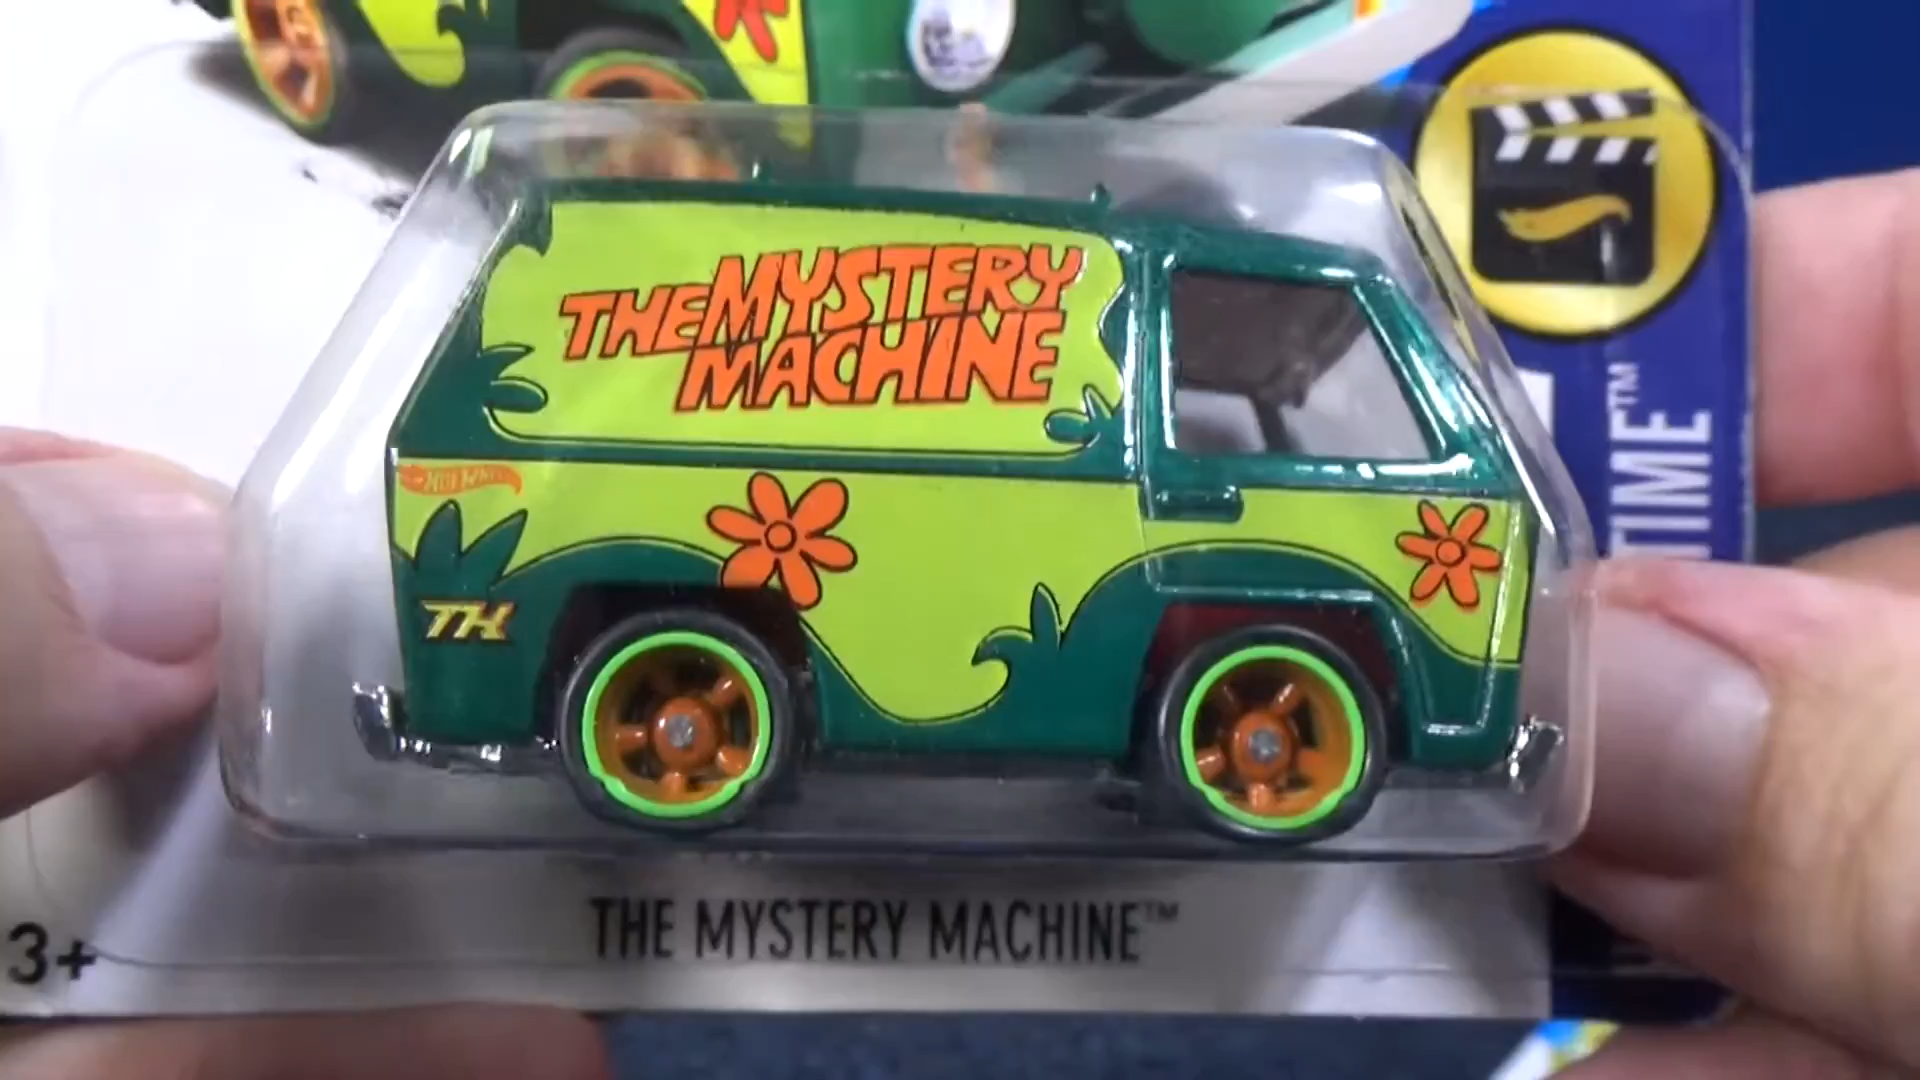 THE MYSTERY
MACHINE
HOT WHEELS
TH
TIME™
3+
THE MYSTERY MACHINE™